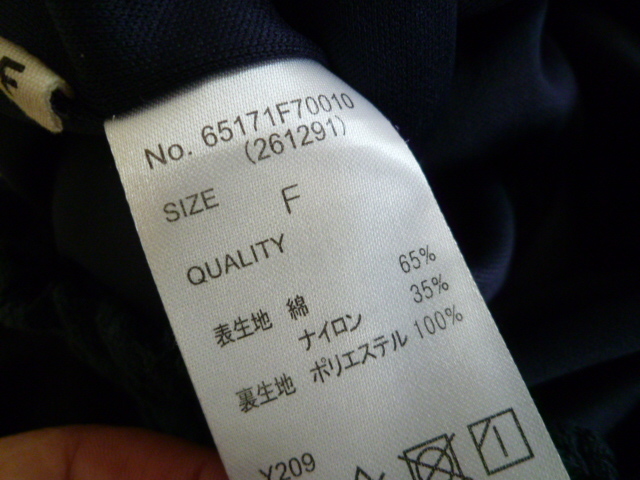 No. 65171F70010
(261291)
SIZE F
QUALITY
表生地 綿 65%
ナイロン 35%
裏生地 ポリエステル 100%
Y209
F